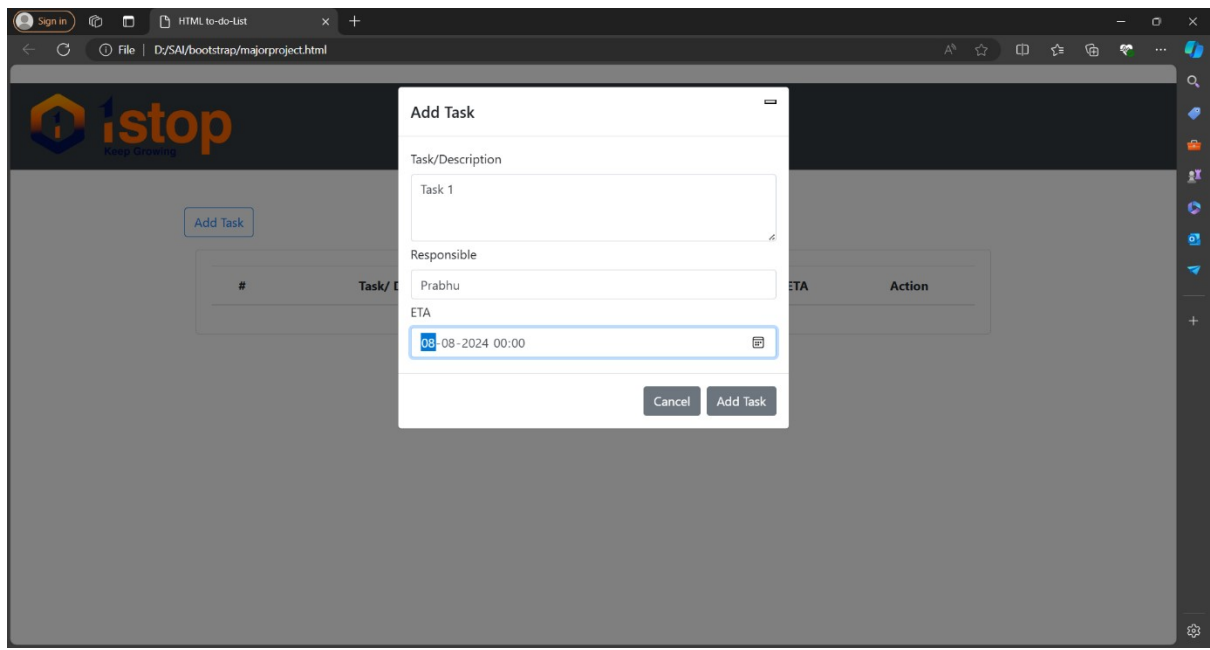 Sign in
HTML to-do-List
File | D:/SAI/bootstrap/majorproject.html
1stop
Keep Growing
Add Task
Add Task
Task/Description
Task 1
Responsible
Prabhu
# Task/ ETA Action
ETA
08-08-2024 00:00
Cancel Add Task